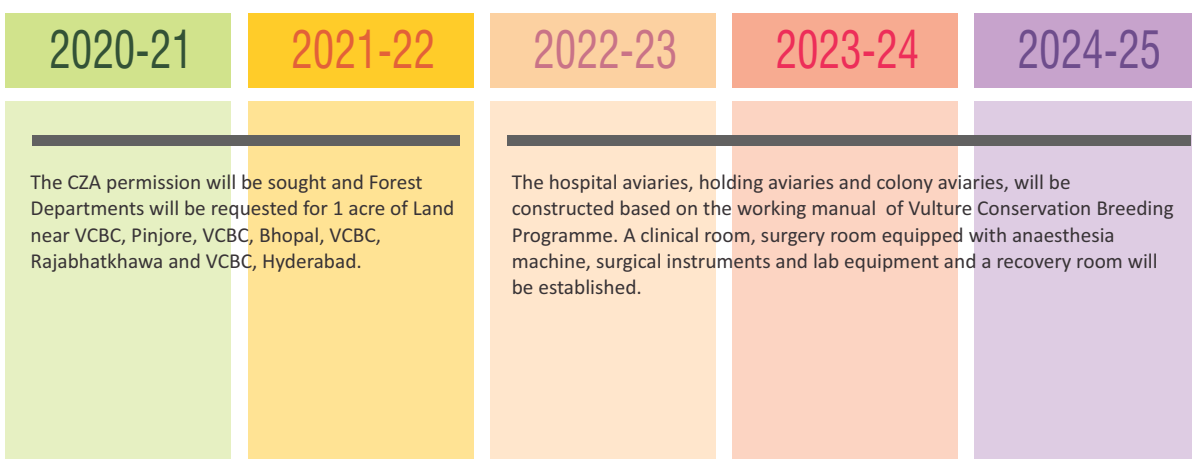 2020-21
2021-22
2022-23
2023-24
2024-25
The CZA permission will be sought and Forest
Departments will be requested for 1 acre of Land
near VCBC, Pinjore, VCBC, Bhopal, VCBC,
Rajabhatkhawa and VCBC, Hyderabad.
The hospital aviaries, holding aviaries and colony aviaries, will be
constructed based on the working manual  of Vulture Conservation Breeding
Programme. A clinical room, surgery room equipped with anaesthesia
machine, surgical instruments and lab equipment and a recovery room will
be established.